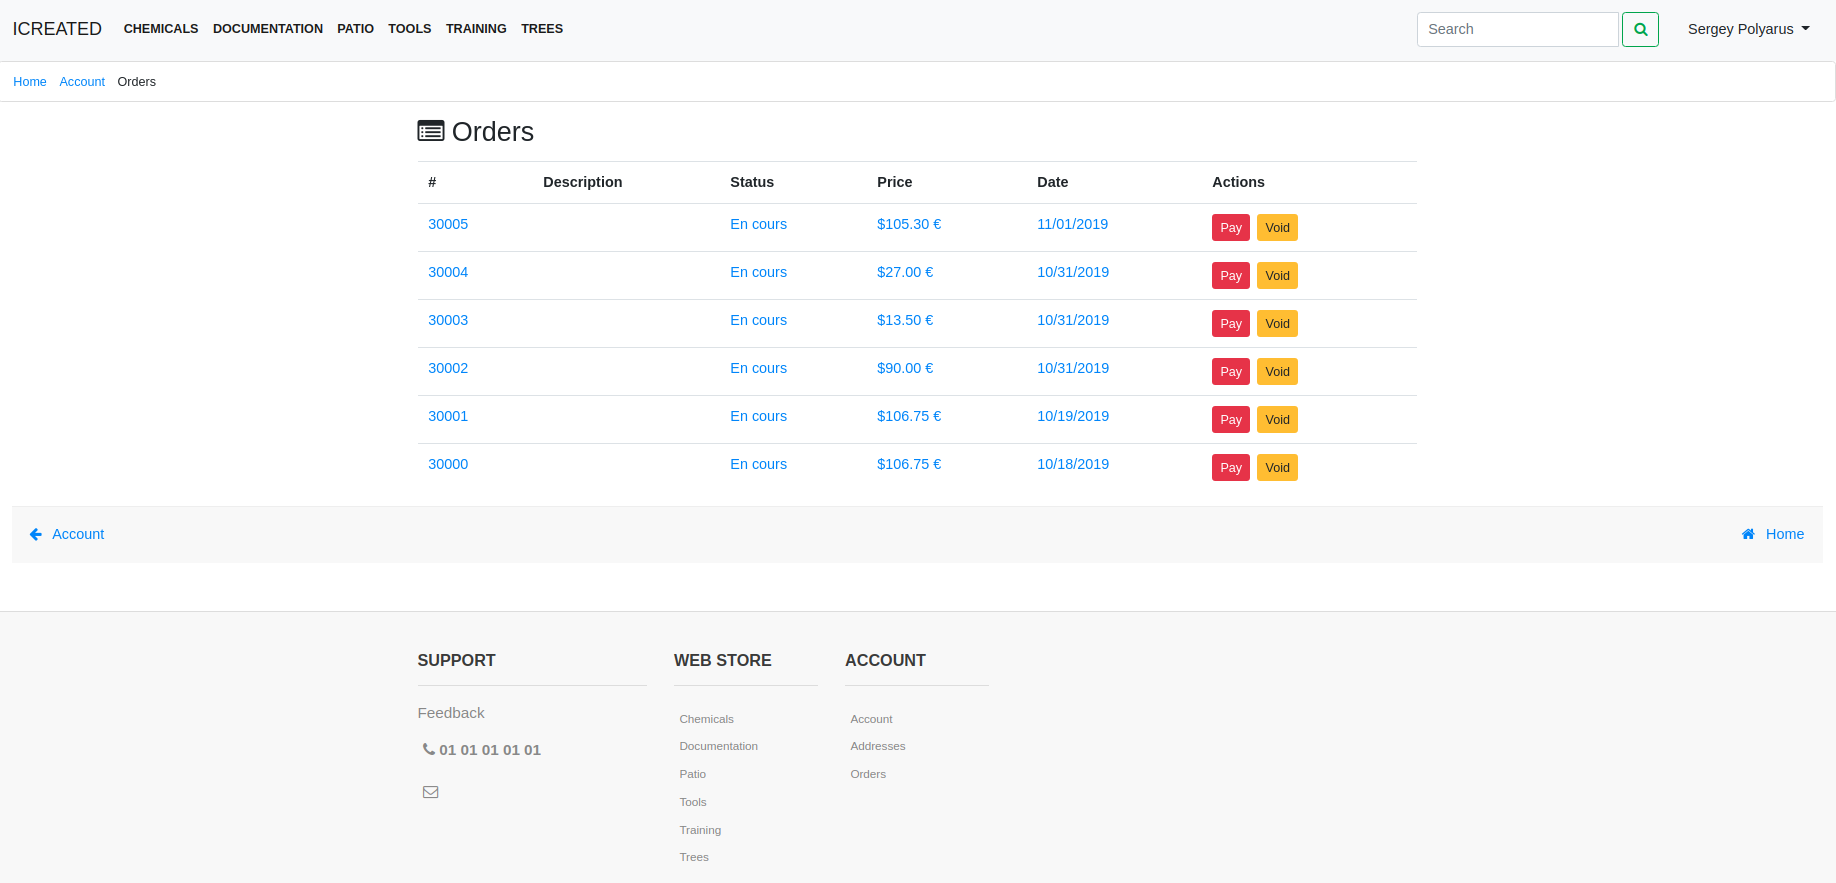 ICREATED CHEMICALS DOCUMENTATION PATIO TOOLS TRAINING TREES Search Sergey Polyarus
Home Account Orders
Orders
# Description Status Price Date Actions
30005 En cours $105.30 € 11/01/2019 Pay Void
30004 En cours $27.00 € 10/31/2019 Pay Void
30003 En cours $13.50 € 10/31/2019 Pay Void
30002 En cours $90.00 € 10/31/2019 Pay Void
30001 En cours $106.75 € 10/19/2019 Pay Void
30000 En cours $106.75 € 10/18/2019 Pay Void
Account Home
SUPPORT
Feedback
01 01 01 01 01
WEB STORE
Chemicals
Documentation
Patio
Tools
Training
Trees
ACCOUNT
Account
Addresses
Orders